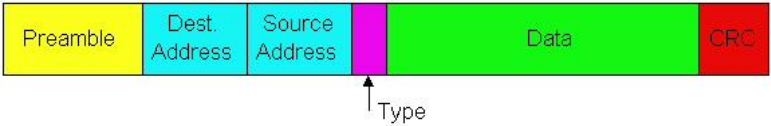 Preamble
Dest.
Address
Source
Address
Data
CRC
Type